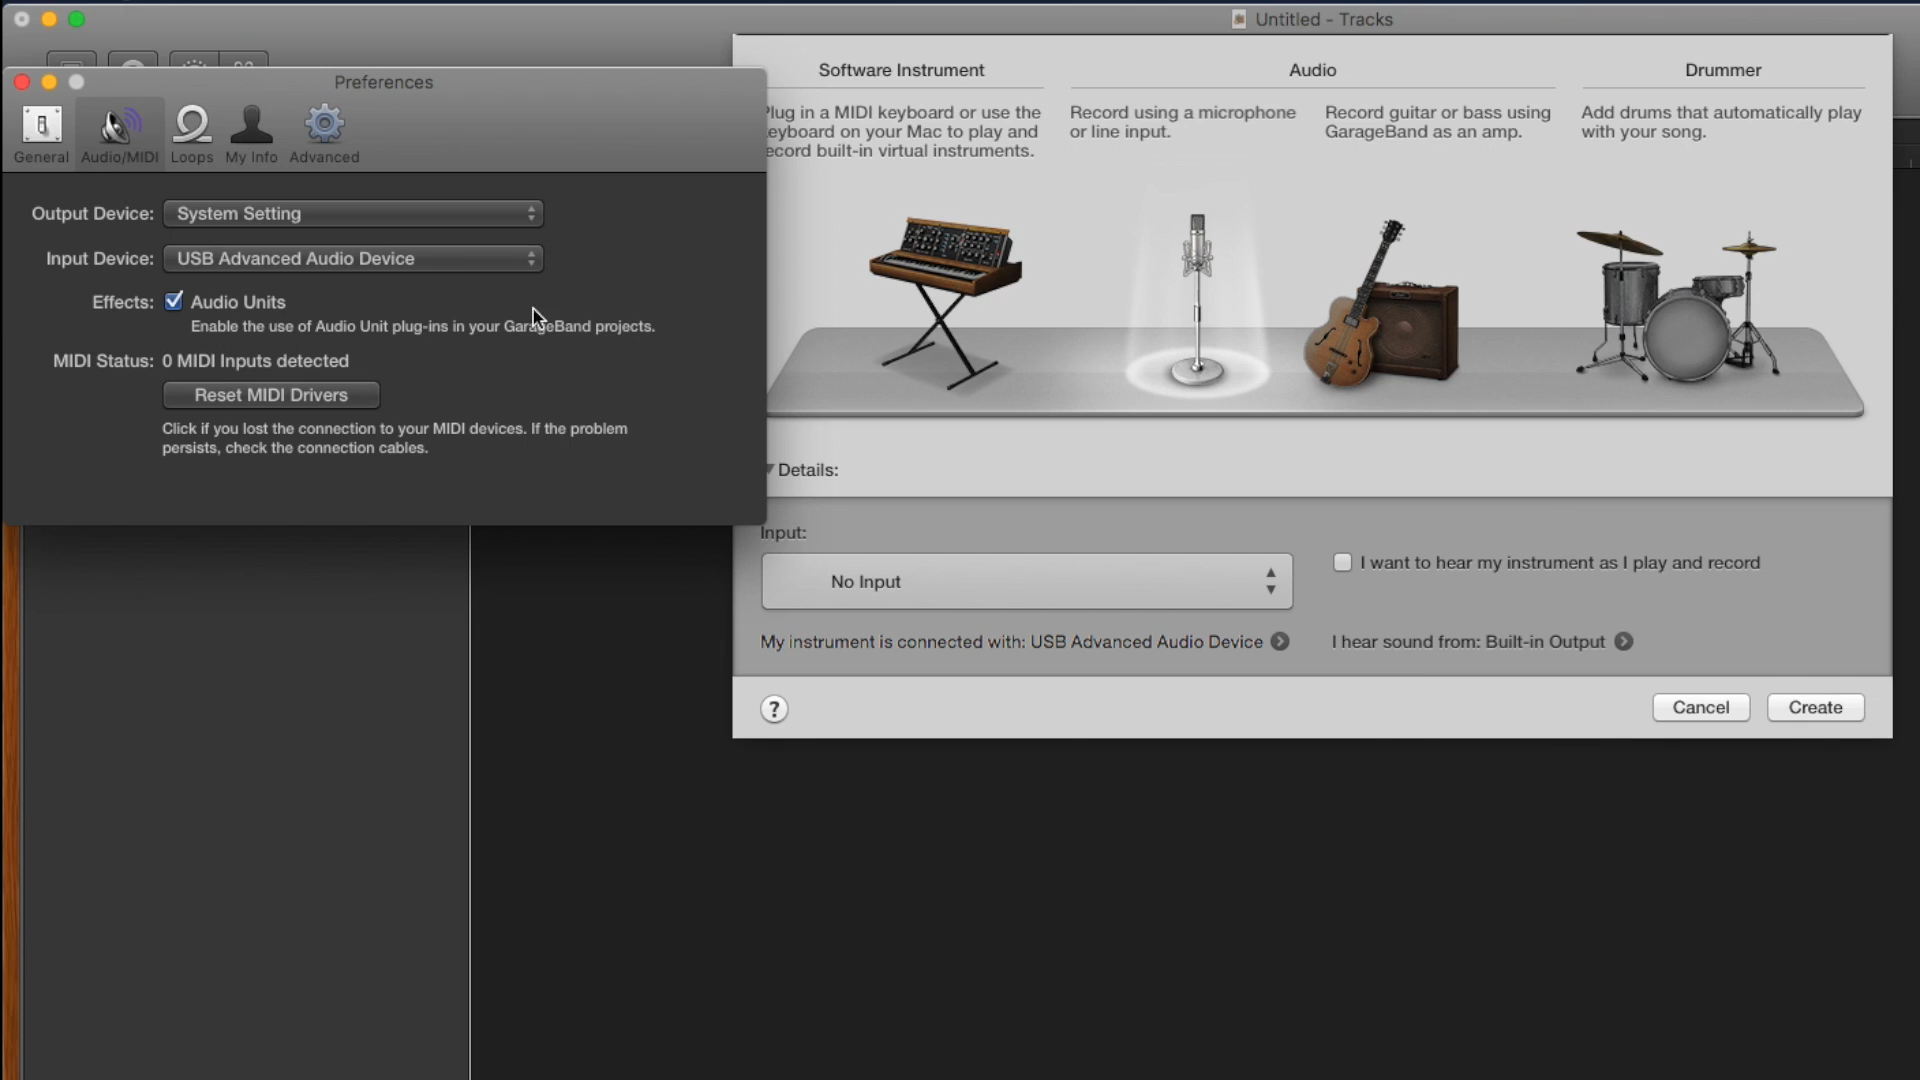 Untitled - Tracks
Preferences
General
Audio/MIDI
Loops
My Info
Advanced
Output Device: System Setting
Input Device: USB Advanced Audio Device
Effects: Audio Units
Enable the use of Audio Unit plug-ins in your GarageBand projects.
MIDI Status: 0 MIDI Inputs detected
Reset MIDI Drivers
Click if you lost the connection to your MIDI devices. If the problem
persists, check the connection cables.
Software Instrument
Plug in a MIDI keyboard or use the
keyboard on your Mac to play and
record built-in virtual instruments.
Audio
Record using a microphone
or line input.
Record guitar or bass using
GarageBand as an amp.
Drummer
Add drums that automatically play
with your song.
Details:
Input:
No Input
I want to hear my instrument as I play and record
My instrument is connected with: USB Advanced Audio Device
I hear sound from: Built-in Output
?
Cancel
Create